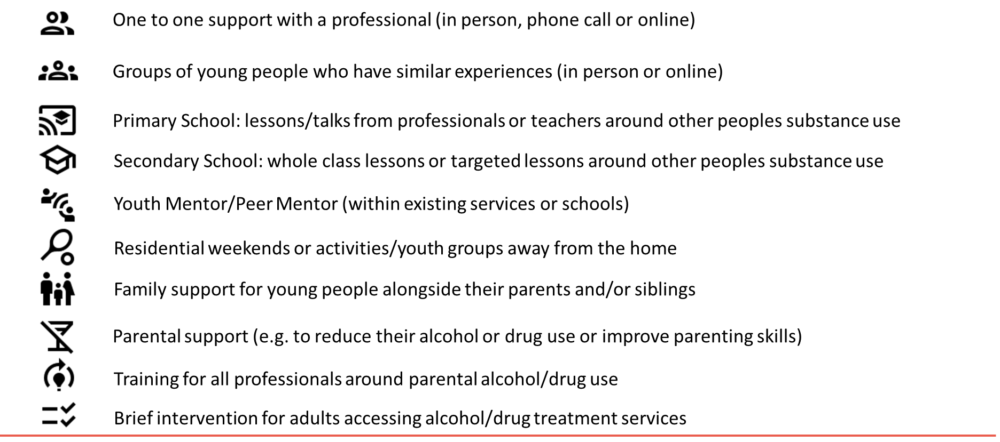 One to one support with a professional (in person, phone call or online)
Groups of young people who have similar experiences (in person or online)
Primary School: lessons/talks from professionals or teachers around other peoples substance use
Secondary School: whole class lessons or targeted lessons around other peoples substance use
Youth Mentor/Peer Mentor (within existing services or schools)
Residential weekends or activities/youth groups away from the home
Family support for young people alongside their parents and/or siblings
Parental support (e.g. to reduce their alcohol or drug use or improve parenting skills)
Training for all professionals around parental alcohol/drug use
Brief intervention for adults accessing alcohol/drug treatment services